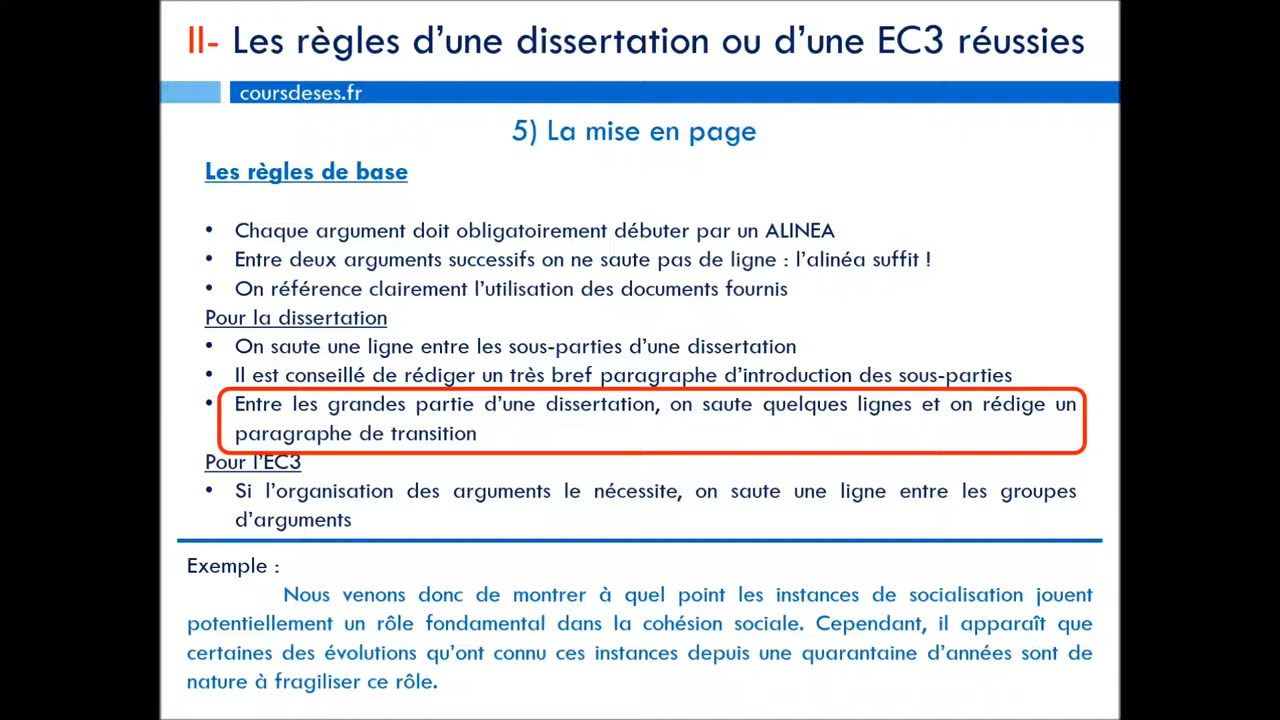 II- Les règles d’une dissertation ou d’une EC3 réussies
coursdeses.fr
5) La mise en page
Les règles de base
• Chaque argument doit obligatoirement débuter par un ALINEA
• Entre deux arguments successifs on ne saute pas de ligne : l’alinéa suffit !
• On référence clairement l’utilisation des documents fournis
Pour la dissertation
• On saute une ligne entre les sous-parties d’une dissertation
• Il est conseillé de rédiger un très bref paragraphe d’introduction des sous-parties
• Entre les grandes partie d’une dissertation, on saute quelques lignes et on rédige un
paragraphe de transition
Pour l’EC3
• Si l’organisation des arguments le nécessite, on saute une ligne entre les groupes
d’arguments
Exemple :
Nous venons donc de montrer à quel point les instances de socialisation jouent
potentiellement un rôle fondamental dans la cohésion sociale. Cependant, il apparaît que
certaines des évolutions qu’ont connu ces instances depuis une quarantaine d’années sont de
nature à fragiliser ce rôle.